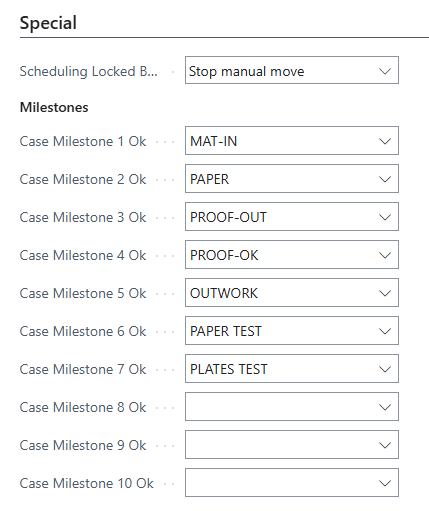 Special
Scheduling Locked B... Stop manual move
Milestones
Case Milestone 1 Ok MAT-IN
Case Milestone 2 Ok PAPER
Case Milestone 3 Ok PROOF-OUT
Case Milestone 4 Ok PROOF-OK
Case Milestone 5 Ok OUTWORK
Case Milestone 6 Ok PAPER TEST
Case Milestone 7 Ok PLATES TEST
Case Milestone 8 Ok
Case Milestone 9 Ok
Case Milestone 10 Ok